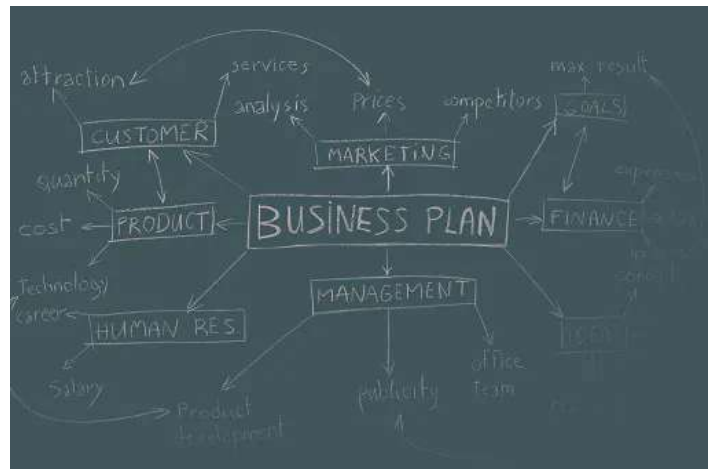 attraction
services
max result
analysis
Prices
competitors
GOALS
CUSTOMER
MARKETING
quantity
cost
PRODUCT
BUSINESS PLAN
FINANCE
Technology
career
HUMAN RES.
MANAGEMENT
concept
Salary
Product
development
publicity
office
team